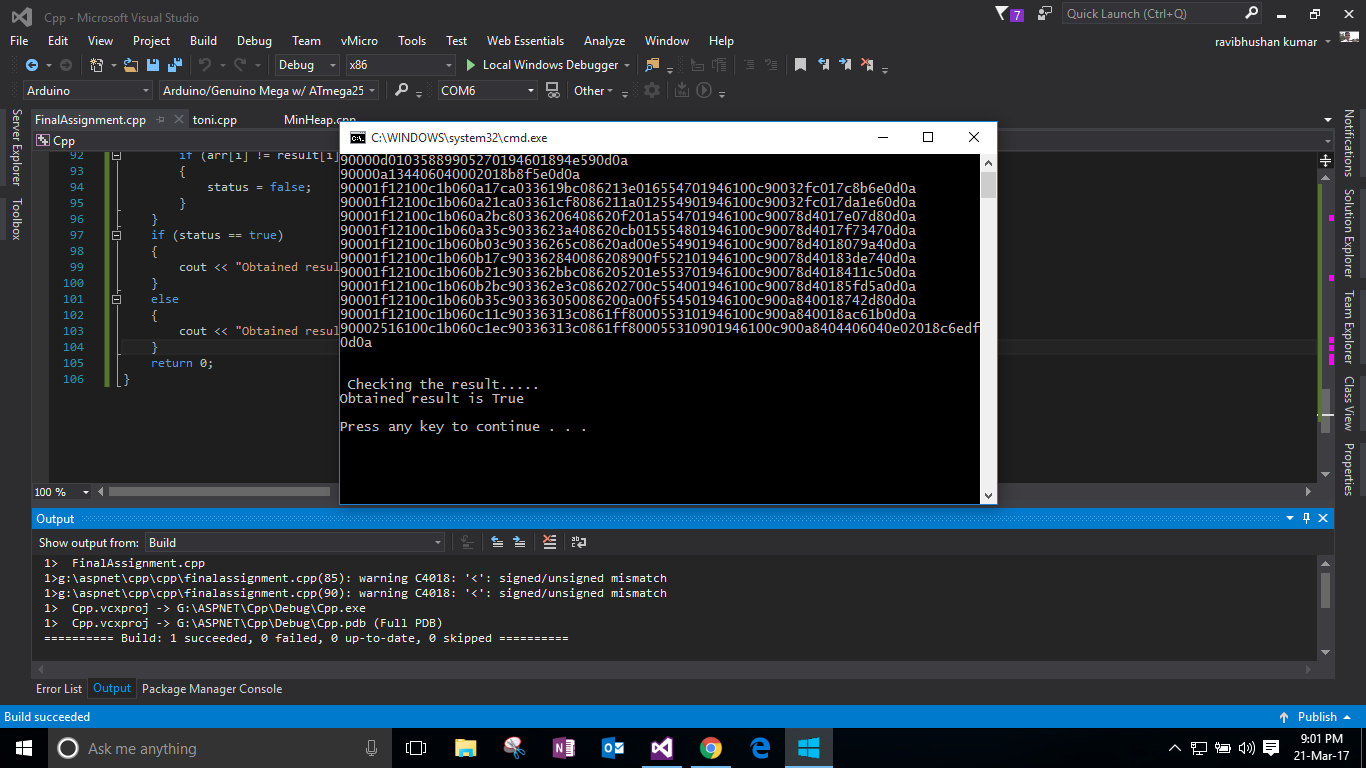 Cpp - Microsoft Visual Studio
7
Quick Launch (Ctrl+Q)
File Edit View Project Build Debug Team vMicro Tools Test Web Essentials Analyze Window Help
ravibhushan kumar
Debug x86 Local Windows Debugger
Arduino Arduino/Genuino Mega w/ ATmega25 COM6 Other
FinalAssignment.cpp toni.cpp MinHeap.cpp
Cpp
Server Explorer
Toolbox
92 if (arr[i] != result[i]
93 {
94 status = false;
95 }
96 }
97 if (status == true)
98 {
99 cout << "Obtained resul
100 }
101 else
102 {
103 cout << "Obtained resul
104 }
105 return 0;
106 }
100 %
C:\WINDOWS\system32\cmd.exe
90000d01035889905270194601894e590d0a
90000a134406040002018b8f5e0d0a
90001f12100c1b060a17ca033619bc086213e016554701946100c90032fc017c8b6e0d0a
90001f12100c1b060a21ca03361cf8086211a012554901946100c90032fc017da1e60d0a
90001f12100c1b060a2bc80336206408620f201a554701946100c90078d4017e07d80d0a
90001f12100c1b060a35c9033623a408620cb015554801946100c90078d4017f73470d0a
90001f12100c1b060b03c90336265c08620ad00e554901946100c90078d4018079a40d0a
90001f12100c1b060b17c903362840086208900f552101946100c90078d40183de740d0a
90001f12100c1b060b21c903362bbc086205201e553701946100c90078d4018411c50d0a
90001f12100c1b060b2bc903362e3c086202700c554001946100c90078d40185fd5a0d0a
90001f12100c1b060b35c903363050086200a00f554501946100c900a840018742d80d0a
90001f12100c1b060c11c90336313c0861ff8000553101946100c900a840018ac61b0d0a
90002516100c1b060c1ec90336313c0861ff800055310901946100c900a8404406040e02018c6edf
0d0a
Checking the result.....
Obtained result is True
Press any key to continue . . .
Notifications
Solution Explorer
Team Explorer
Class View
Properties
Output
Show output from: Build
1> FinalAssignment.cpp
1>g:\aspnet\cpp\cpp\finalassignment.cpp(85): warning C4018: '<': signed/unsigned mismatch
1>g:\aspnet\cpp\cpp\finalassignment.cpp(90): warning C4018: '<': signed/unsigned mismatch
1> Cpp.vcxproj -> G:\ASPNET\Cpp\Debug\Cpp.exe
1> Cpp.vcxproj -> G:\ASPNET\Cpp\Debug\Cpp.pdb (Full PDB)
========== Build: 1 succeeded, 0 failed, 0 up-to-date, 0 skipped ==========
Error List Output Package Manager Console
Build succeeded
Publish
Ask me anything
9:01 PM
21-Mar-17